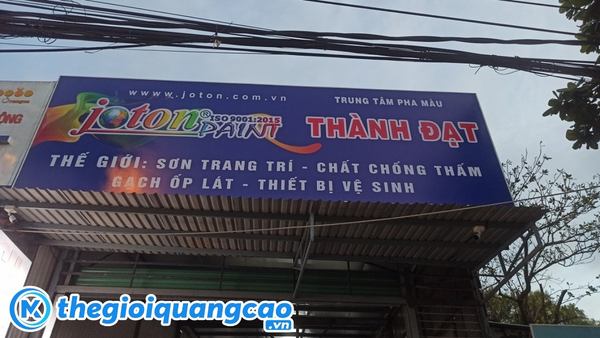 www.joton.com.vn
TRUNG TÂM PHA MÀU
joton® ISO 9001:2015
PAINT
THÀNH ĐẠT
THẾ GIỚI: SƠN TRANG TRÍ - CHẤT CHỐNG THẤM
GẠCH ỐP LÁT - THIẾT BỊ VỆ SINH
thegioiquangcao
.vn